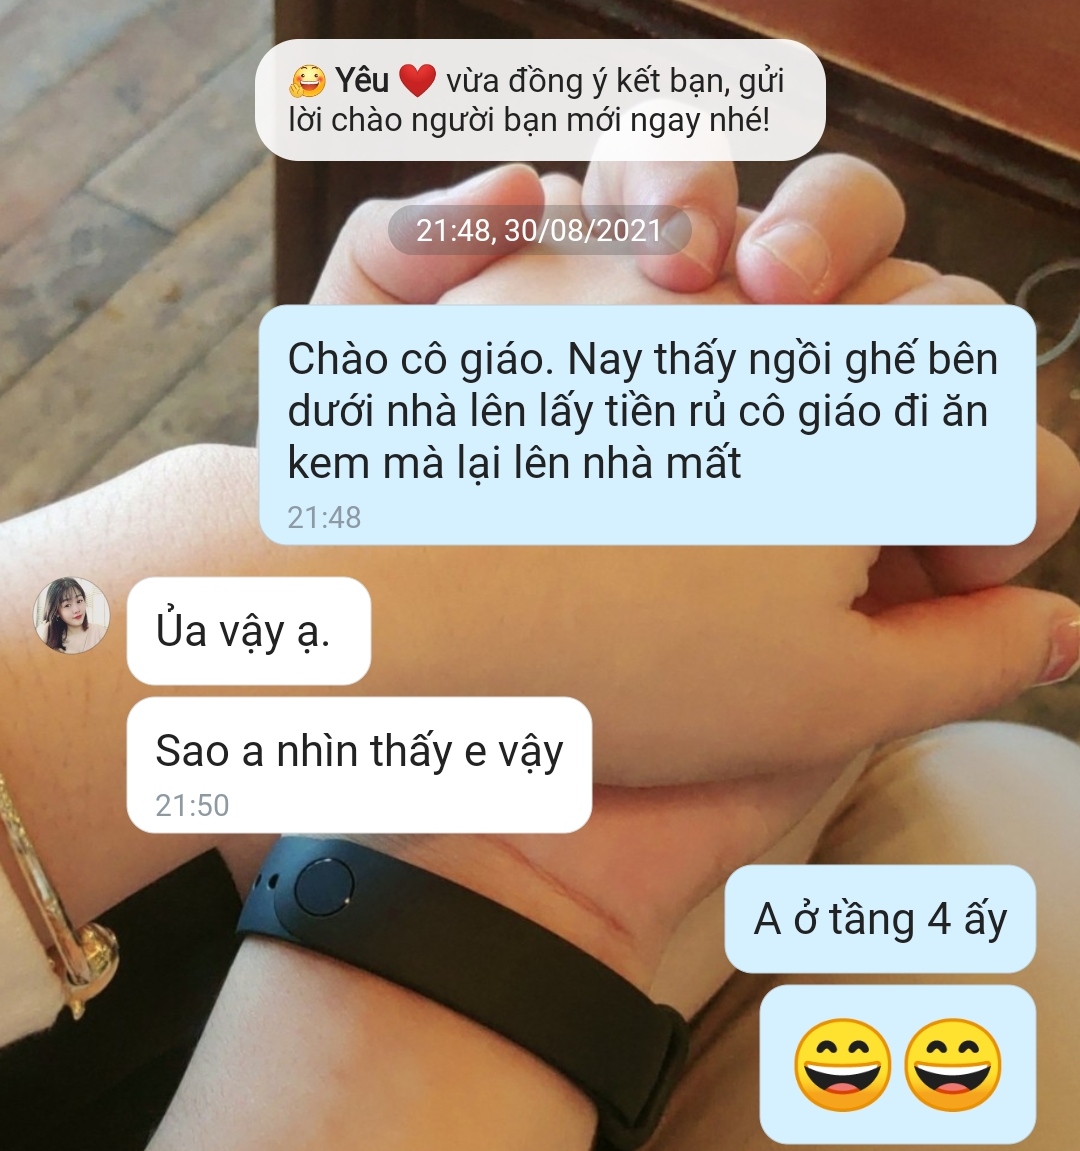 Yêu ❤️ vừa đồng ý kết bạn, gửi
lời chào người bạn mới ngay nhé!
21:48, 30/08/2021
Chào cô giáo. Nay thấy ngồi ghế bên
dưới nhà lên lấy tiền rủ cô giáo đi ăn
kem mà lại lên nhà mất
21:48
Ủa vậy ạ.
Sao a nhìn thấy e vậy
21:50
A ở tầng 4 ấy
😄😄